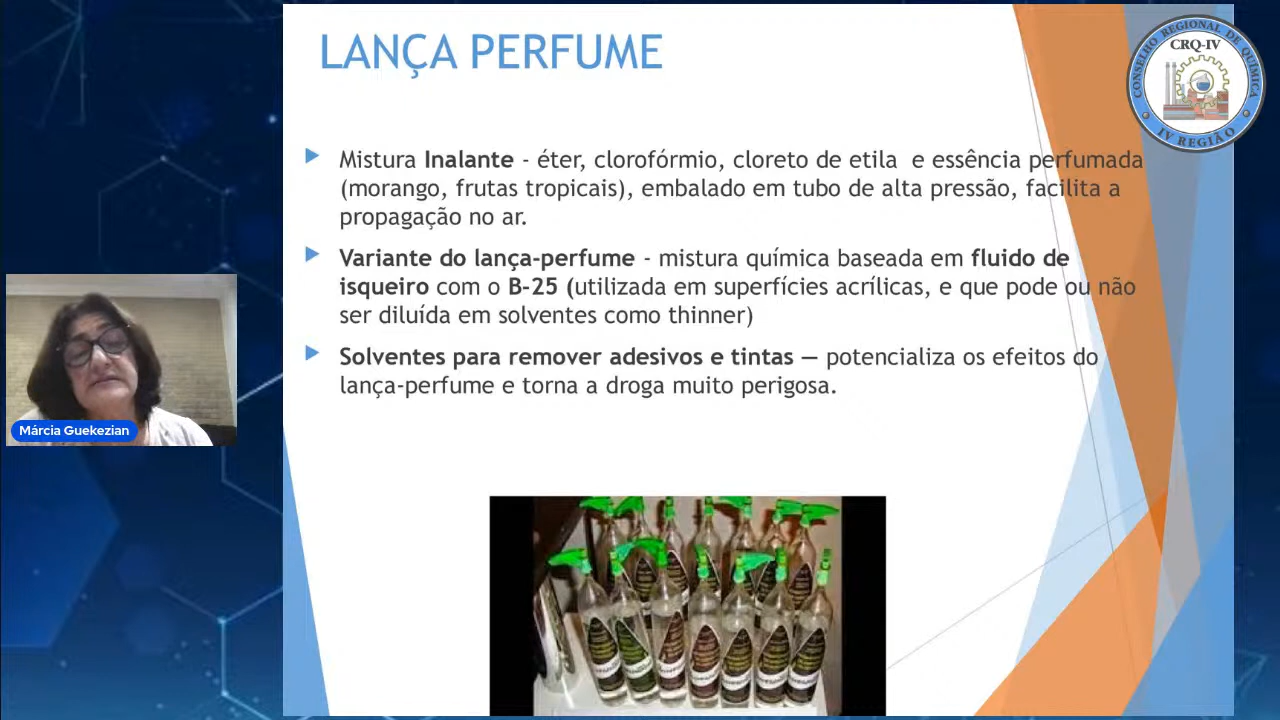 LANÇA PERFUME
CONSELHO REGIONAL DE QUÍMICA
CRQ-IV
IV REGIÃO
Mistura Inalante - éter, clorofórmio, cloreto de etila e essência perfumada
(morango, frutas tropicais), embalado em tubo de alta pressão, facilita a
propagação no ar.
Variante do lança-perfume - mistura química baseada em fluido de
isqueiro com o B-25 (utilizada em superfícies acrílicas, e que pode ou não
ser diluída em solventes como thinner)
Solventes para remover adesivos e tintas — potencializa os efeitos do
lança-perfume e torna a droga muito perigosa.
Márcia Guekezian